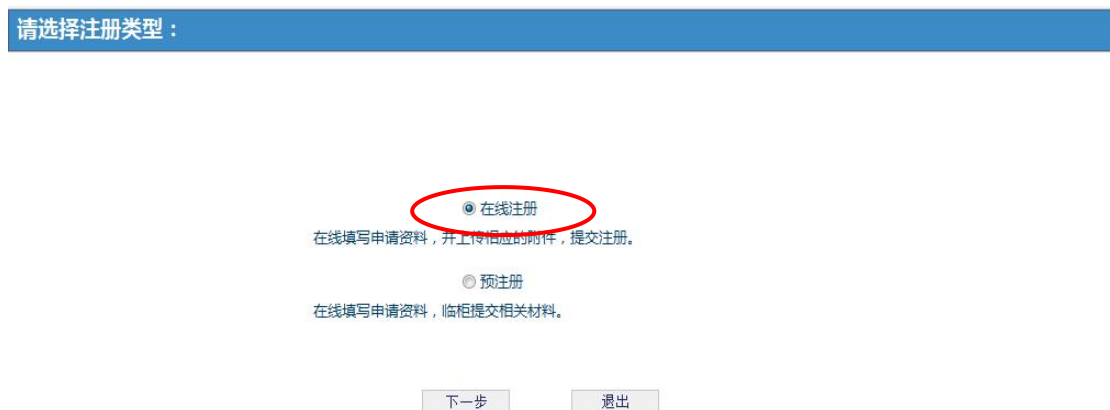 请选择注册类型：
在线注册
在线填写申请资料，并上传相应的附件，提交注册。
预注册
在线填写申请资料，临柜提交相关材料。
下一步 退出